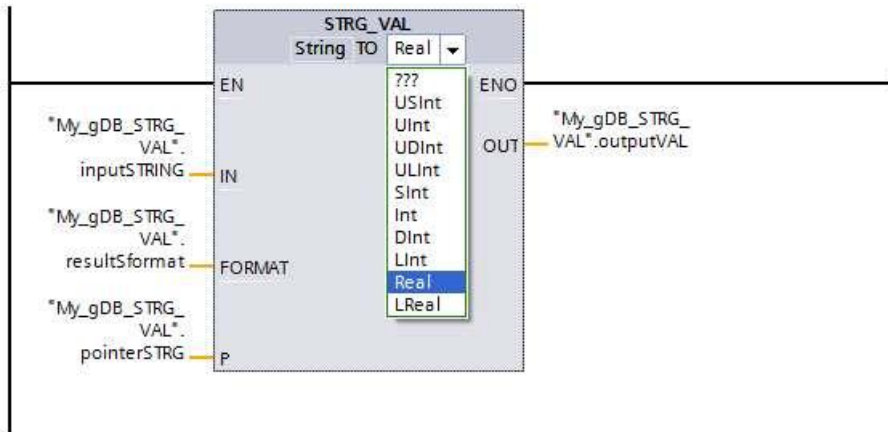 STRG_VAL
String TO Real
EN
ENO
???
USInt
UInt
UDInt
ULInt
SInt
Int
DInt
LInt
Real
LReal
"My_gDB_STRG_
VAL".
inputSTRING
IN
"My_gDB_STRG_
VAL".
resultSformat
FORMAT
"My_gDB_STRG_
VAL".
pointerSTRG
P
OUT
"My_gDB_STRG_
VAL".outputVAL